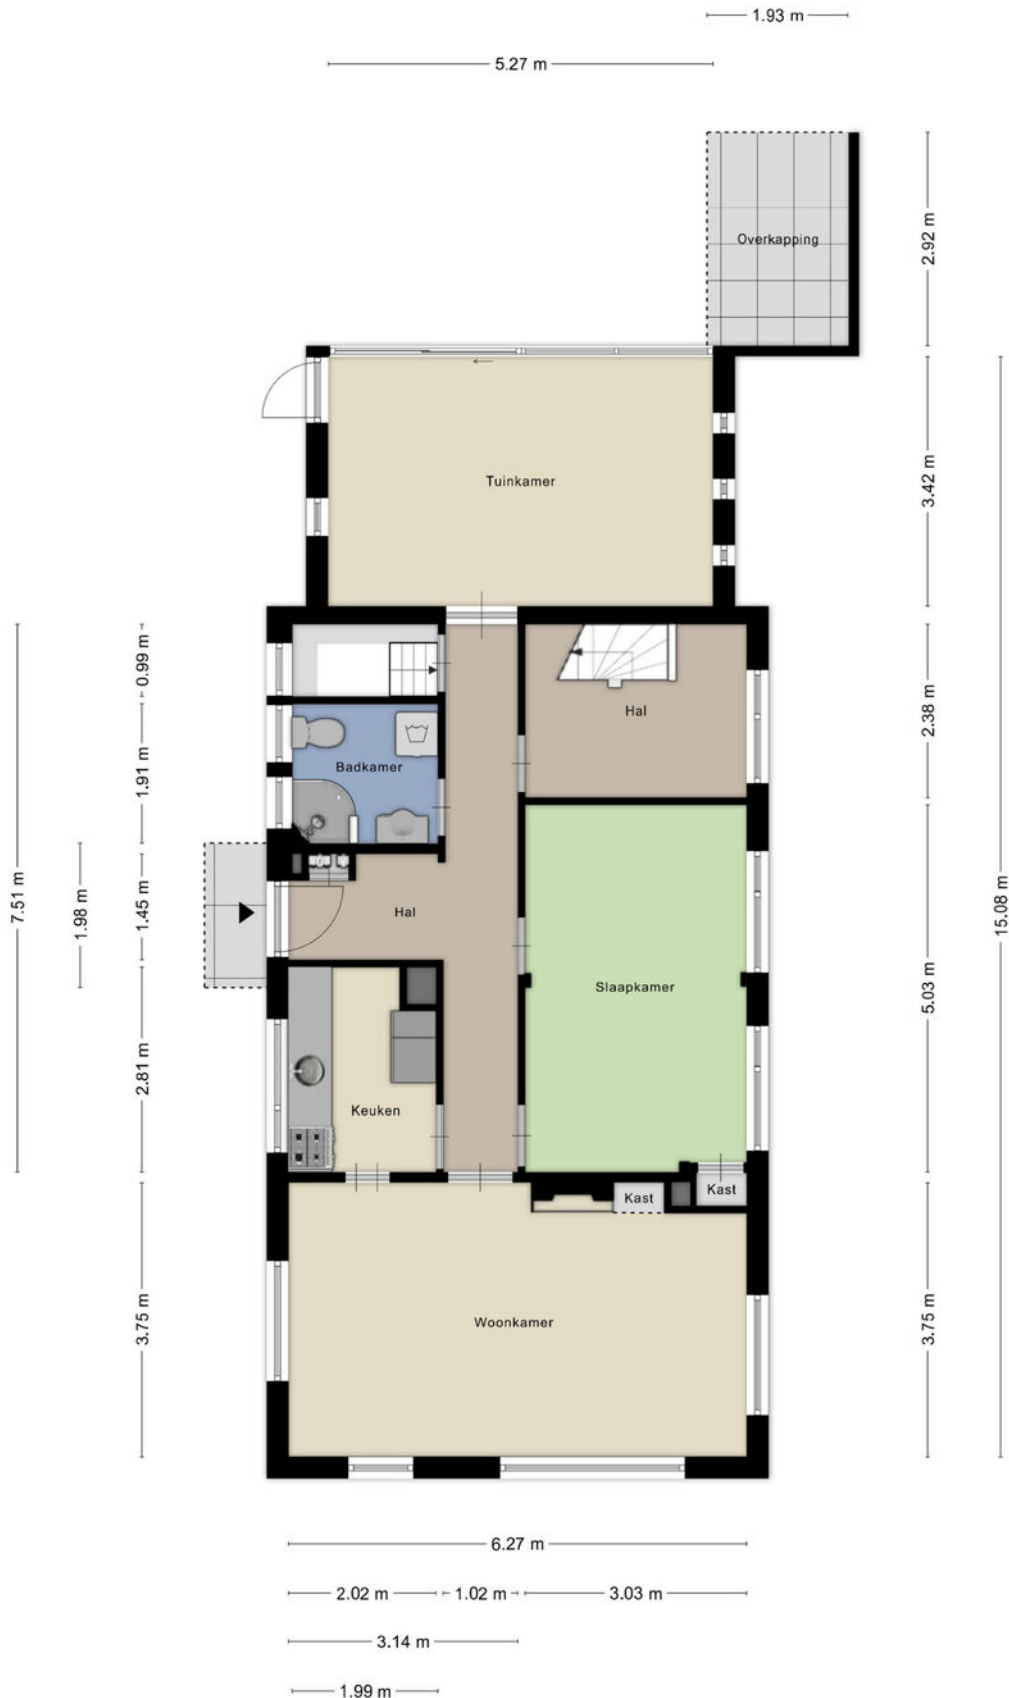 1.93 m
5.27 m
2.92 m
Overkapping
3.42 m
Tuinkamer
0.99 m
2.38 m
Hal
1.91 m
Badkamer
7.51 m
1.98 m
1.45 m
Hal
15.08 m
5.03 m
Slaapkamer
2.81 m
Keuken
Kast
Kast
3.75 m
Woonkamer
3.75 m
6.27 m
2.02 m
1.02 m
3.03 m
3.14 m
1.99 m